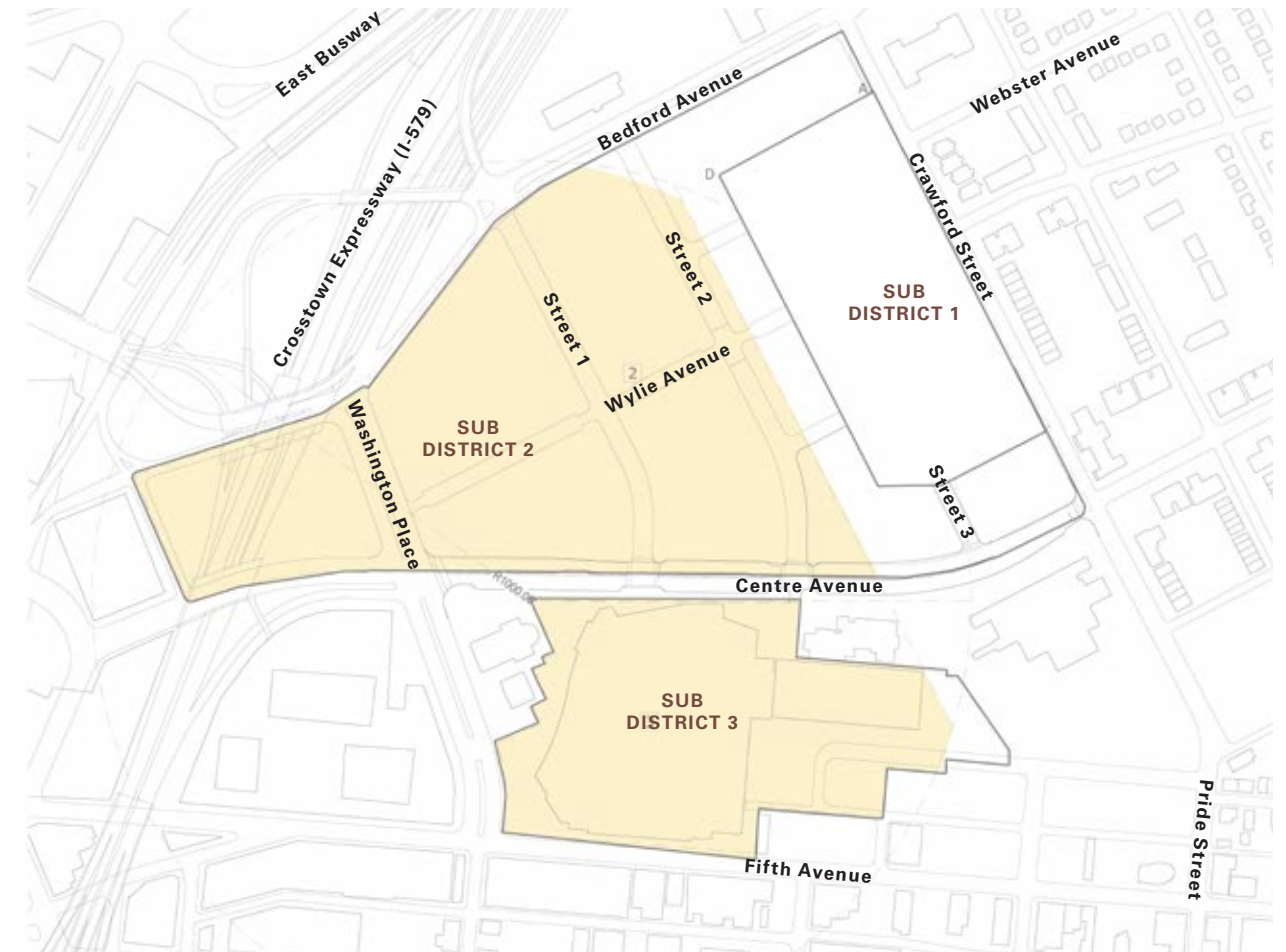 East Busway
Webster Avenue
Bedford Avenue
A
Crosstown Expressway (I-579)
D
Crawford Street
Street 2
SUB
DISTRICT 1
Street 1
2
Wylie Avenue
Washington Place
SUB
DISTRICT 2
Street 3
Centre Avenue
SUB
DISTRICT 3
Pride Street
Fifth Avenue